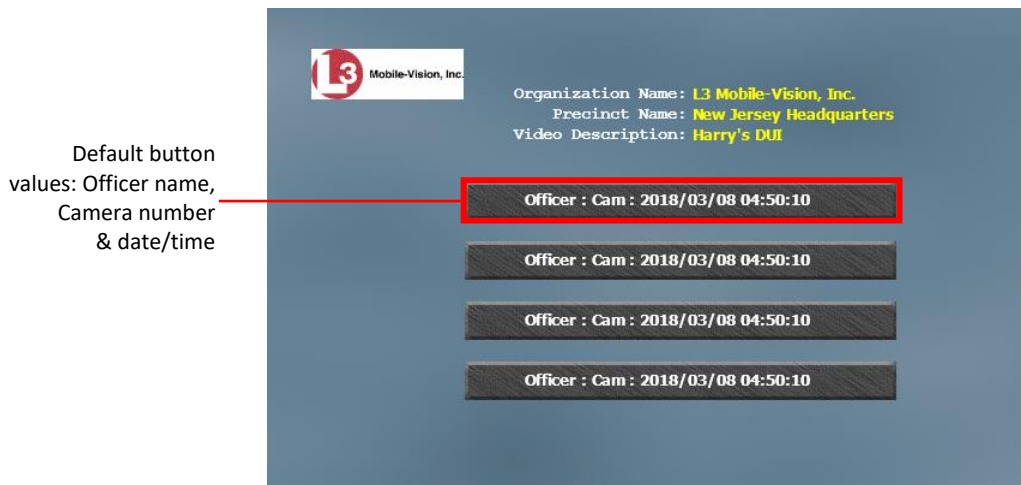 L3 Mobile-Vision, Inc.
Organization Name: L3 Mobile-Vision, Inc.
Precinct Name: New Jersey Headquarters
Video Description: Harry's DUI
Default button
values: Officer name,
Camera number
& date/time
Officer : Cam : 2018/03/08 04:50:10
Officer : Cam : 2018/03/08 04:50:10
Officer : Cam : 2018/03/08 04:50:10
Officer : Cam : 2018/03/08 04:50:10